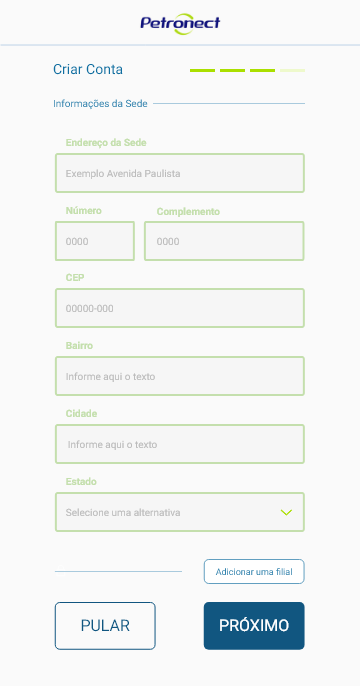 Petronect
Criar Conta
Informações da Sede
Endereço da Sede
Exemplo Avenida Paulista
Número
Complemento
0000
0000
CEP
00000-000
Bairro
Informe aqui o texto
Cidade
Informe aqui o texto
Estado
Selecione uma alternativa
Adicionar uma filial
PULAR
PRÓXIMO